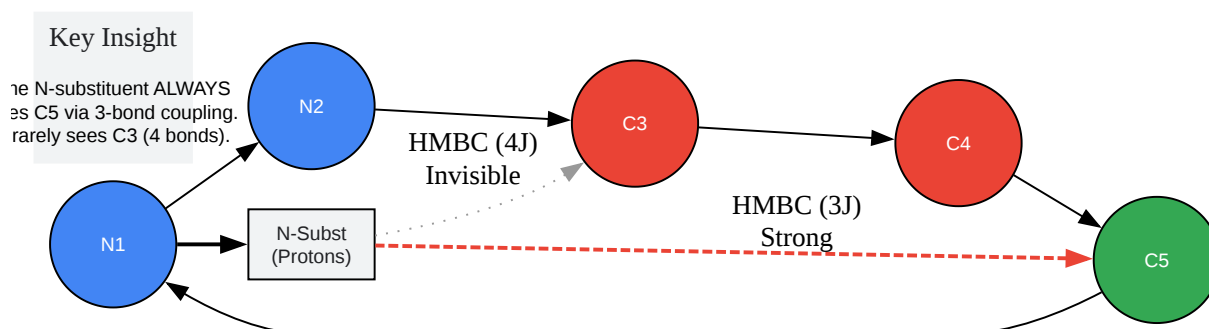 Key Insight
N-substituent ALWAYS
C5 via 3-bond coupling.
rarely sees C3 (4 bonds).
N2
C3
C4
HMBC (4J)
Invisible
HMBC (3J)
Strong
N1
N-Subst
(Protons)
C5